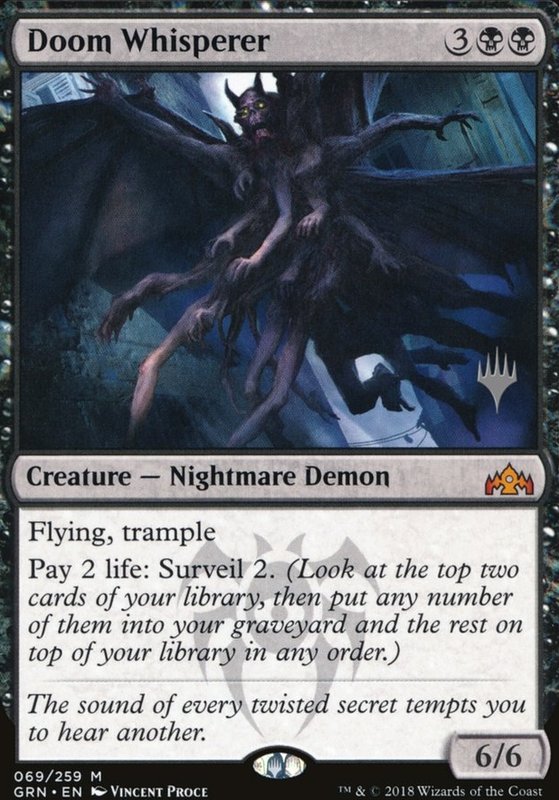 Doom Whisperer 3
Creature — Nightmare Demon
Flying, trample
Pay 2 life: Surveil 2. (Look at the top two
cards of your library, then put any number
of them into your graveyard and the rest on
top of your library in any order.)
The sound of every twisted secret tempts you
to hear another.
6/6
069/259 M
GRN • EN VINCENT PROCE
™ & © 2018 Wizards of the Coast